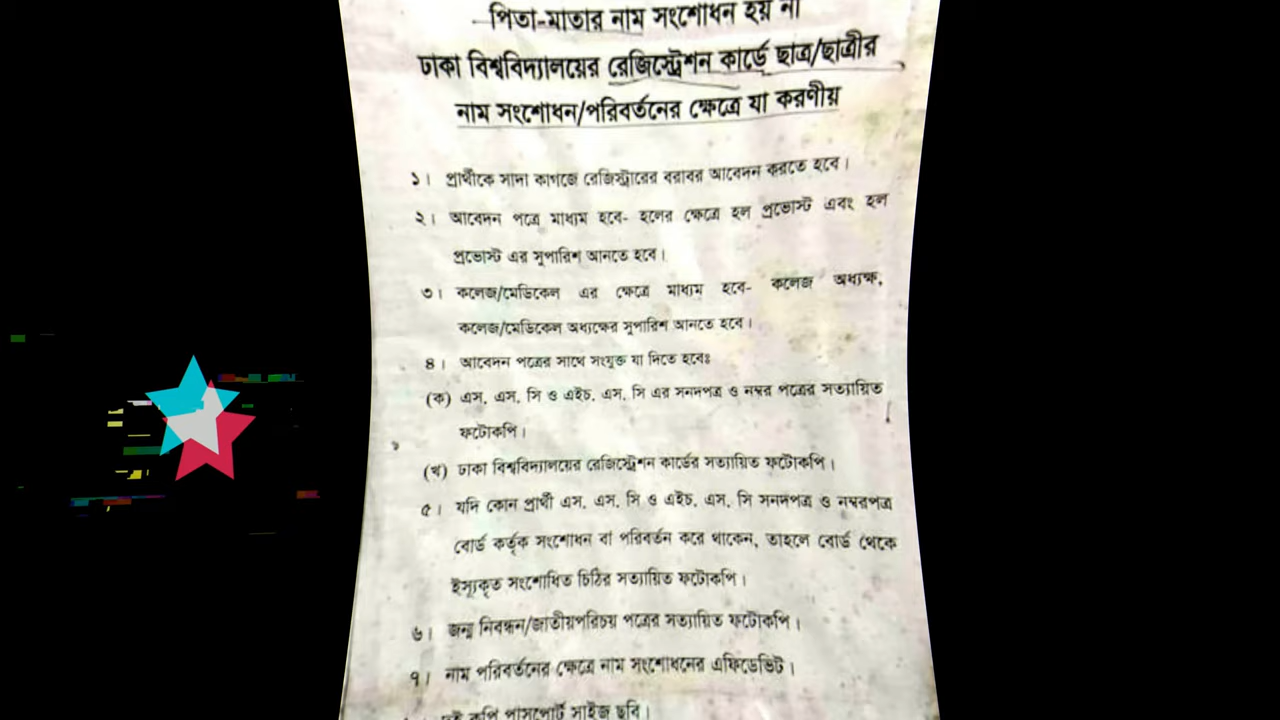 পিতা-মাতার নাম সংশোধন হয় না
ঢাকা বিশ্ববিদ্যালয়ের রেজিস্ট্রেশন কার্ডে ছাত্র/ছাত্রীর
নাম সংশোধন/পরিবর্তনের ক্ষেত্রে যা করণীয়
১। প্রার্থীকে সাদা কাগজে রেজিস্ট্রারের বরাবর আবেদন করতে হবে।
২। আবেদন পত্রে মাধ্যম হবে- হলের ক্ষেত্রে হল প্রভোস্ট এবং হল
প্রভোস্ট এর সুপারিশ আনতে হবে।
৩। কলেজ/মেডিকেল এর ক্ষেত্রে মাধ্যম হবে- কলেজ অধ্যক্ষ,
কলেজ/মেডিকেল অধ্যক্ষের সুপারিশ আনতে হবে।
৪। আবেদন পত্রের সাথে সংযুক্ত যা দিতে হবেঃ
(ক) এস. এস. সি ও এইচ. এস. সি এর সনদপত্র ও নম্বর পত্রের সত্যায়িত
ফটোকপি।
(খ) ঢাকা বিশ্ববিদ্যালয়ের রেজিস্ট্রেশন কার্ডের সত্যায়িত ফটোকপি।
৫। যদি কোন প্রার্থী এস. এস. সি ও এইচ. এস. সি সনদপত্র ও নম্বরপত্র
বোর্ড কর্তৃক সংশোধন বা পরিবর্তন করে থাকেন, তাহলে বোর্ড থেকে
ইস্যূকৃত সংশোধিত চিঠির সত্যায়িত ফটোকপি।
৬। জন্ম নিবন্ধন/জাতীয়পরিচয় পত্রের সত্যায়িত ফটোকপি।
৭। নাম পরিবর্তনের ক্ষেত্রে নাম সংশোধনের এফিডেভিট।
দুই কপি পাসপোর্ট সাইজ ছবি।